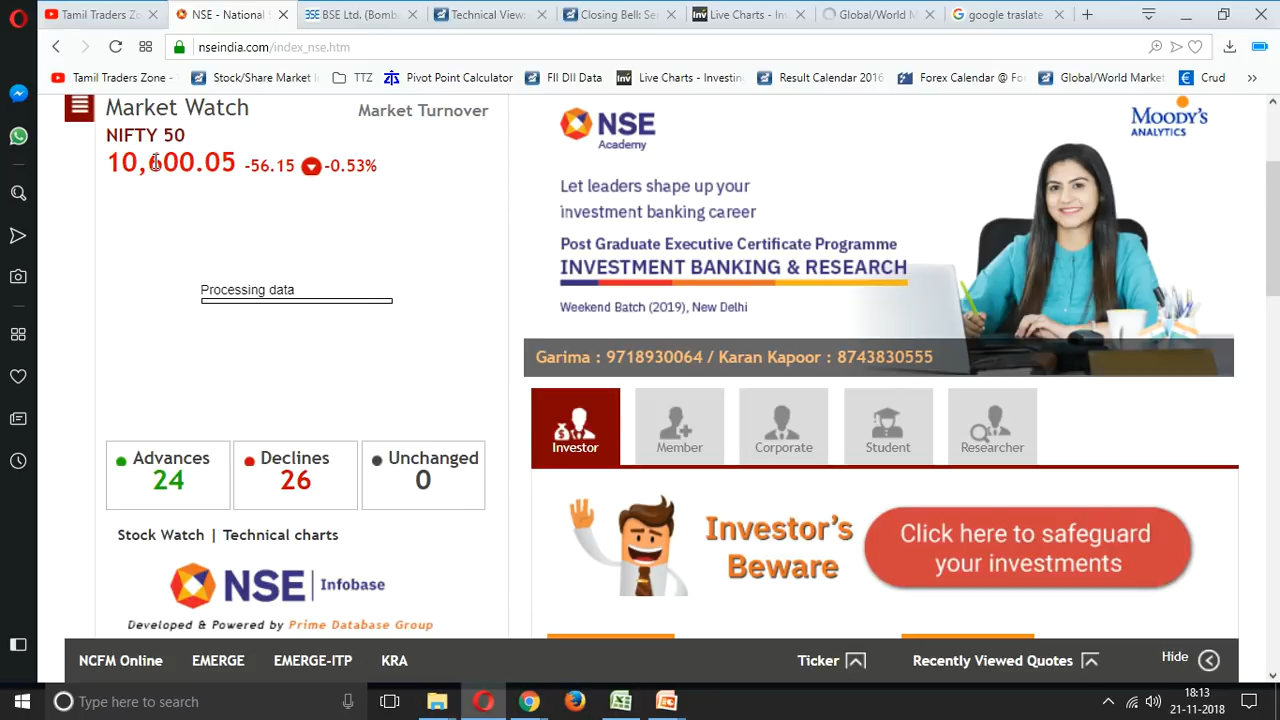 Tamil Traders Zon
NSE - National S
BSE Ltd. (Bomb
Technical View
Closing Bell: Se
Inv Live Charts - In
Global/World M
google traslate
nseindia.com/index_nse.htm
Tamil Traders Zone -
Stock/Share Market I
TTZ
Pivot Point Calculator
FII DII Data
Inv Live Charts - Investin
Result Calendar 2016
Forex Calendar @ Fo
Global/World Market
Crud
Market Watch
Market Turnover
NIFTY 50
10,600.05 -56.15 -0.53%
Processing data
Advances
24
Declines
26
Unchanged
0
Stock Watch | Technical charts
NSE Infobase
Developed & Powered by Prime Database Group
NSE
Academy
MOODY'S
ANALYTICS
Let leaders shape up your
investment banking career
Post Graduate Executive Certificate Programme
INVESTMENT BANKING & RESEARCH
Weekend Batch (2019), New Delhi
Garima : 9718930064 / Karan Kapoor : 8743830555
Investor
Member
Corporate
Student
Researcher
Investor's
Beware
Click here to safeguard
your investments
NCFM Online
EMERGE
EMERGE-ITP
KRA
Ticker
Recently Viewed Quotes
Hide
Type here to search
18:13
21-11-2018